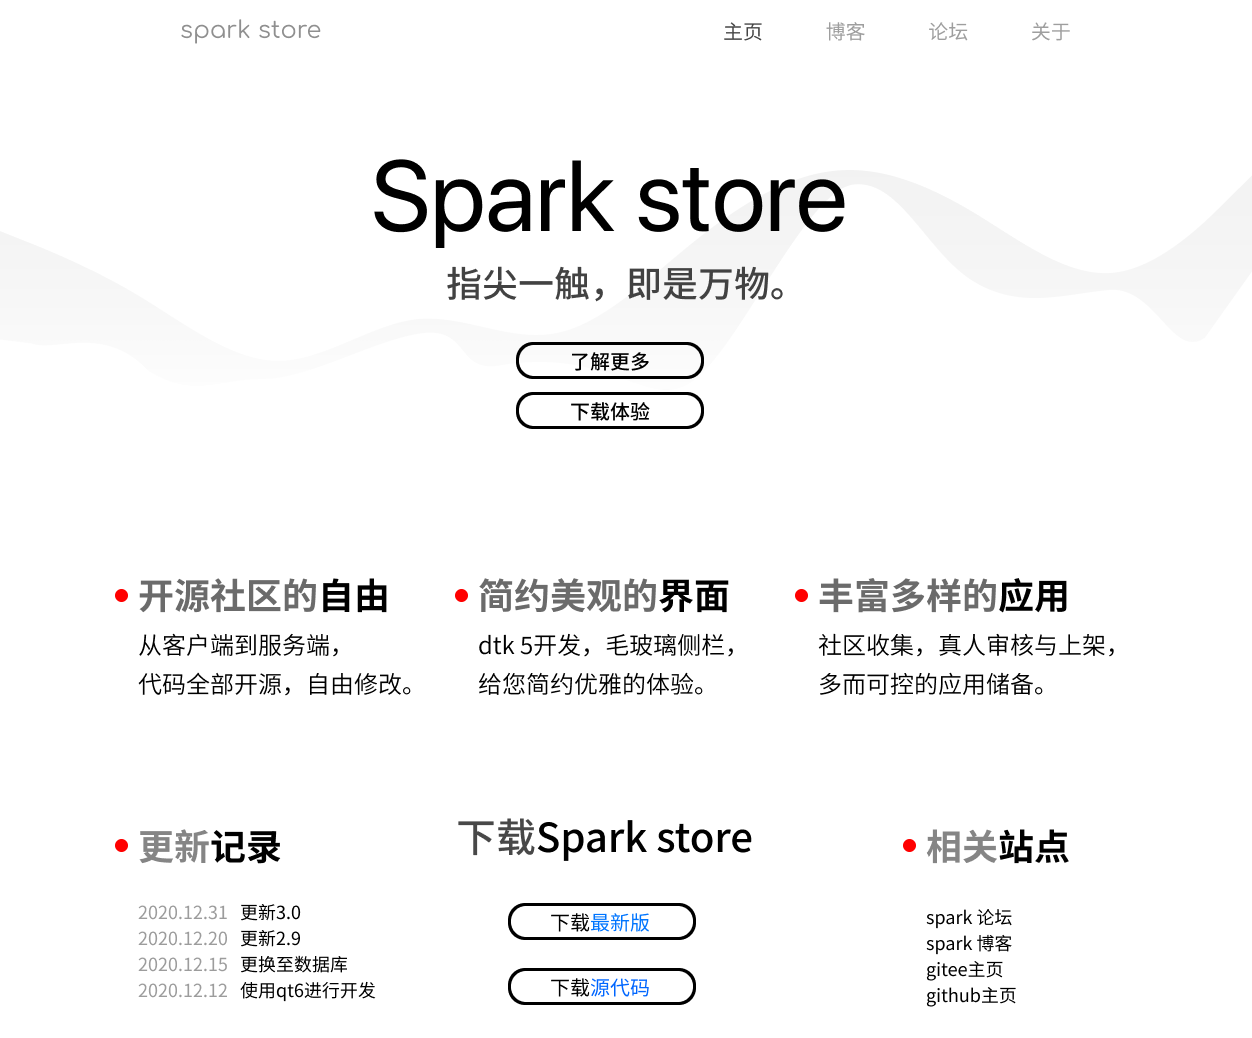 spark store
主页 博客 论坛 关于
Spark store
指尖一触，即是万物。
了解更多
下载体验
开源社区的自由
从客户端到服务端，
代码全部开源，自由修改。
简约美观的界面
dtk 5开发，毛玻璃侧栏，
给您简约优雅的体验。
丰富多样的应用
社区收集，真人审核与上架，
多而可控的应用储备。
更新记录
2020.12.31 更新3.0
2020.12.20 更新2.9
2020.12.15 更换至数据库
2020.12.12 使用qt6进行开发
下载Spark store
下载最新版
下载源代码
相关站点
spark 论坛
spark 博客
gitee主页
github主页